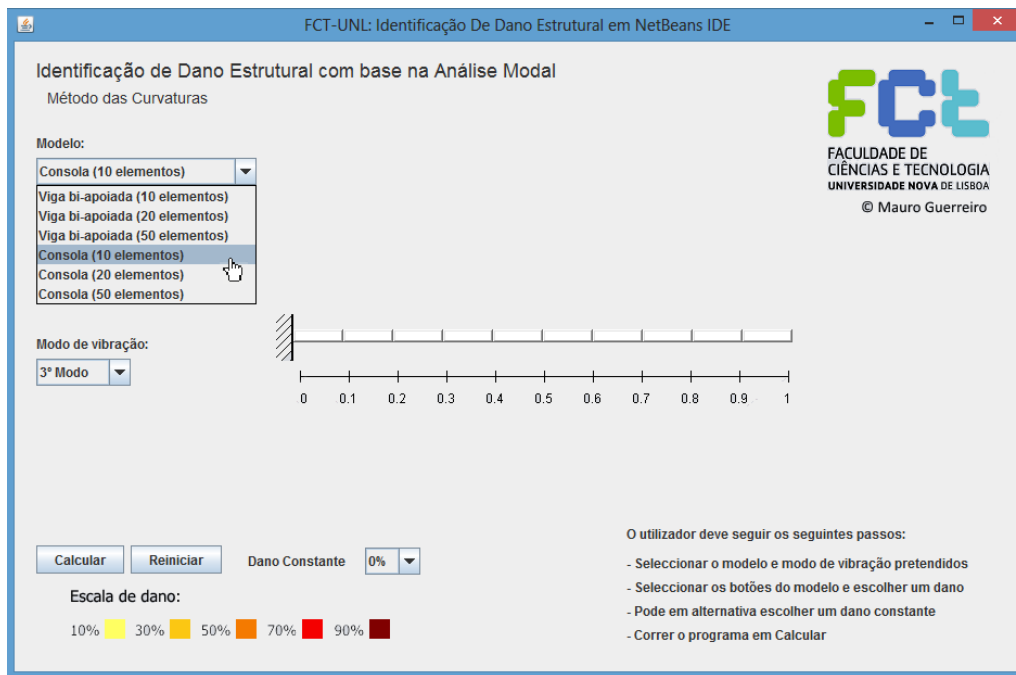 FCT-UNL: Identificação De Dano Estrutural em NetBeans IDE
Identificação de Dano Estrutural com base na Análise Modal
Método das Curvaturas
FCt
FACULDADE DE
CIÊNCIAS E TECNOLOGIA
UNIVERSIDADE NOVA DE LISBOA
© Mauro Guerreiro
Modelo:
Consola (10 elementos)
Viga bi-apoiada (10 elementos)
Viga bi-apoiada (20 elementos)
Viga bi-apoiada (50 elementos)
Consola (10 elementos)
Consola (20 elementos)
Consola (50 elementos)
Modo de vibração:
3º Modo
0 0.1 0.2 0.3 0.4 0.5 0.6 0.7 0.8 0.9 1
Calcular Reiniciar Dano Constante 0%
Escala de dano:
10% 30% 50% 70% 90%
O utilizador deve seguir os seguintes passos:
- Seleccionar o modelo e modo de vibração pretendidos
- Seleccionar os botões do modelo e escolher um dano
- Pode em alternativa escolher um dano constante
- Correr o programa em Calcular